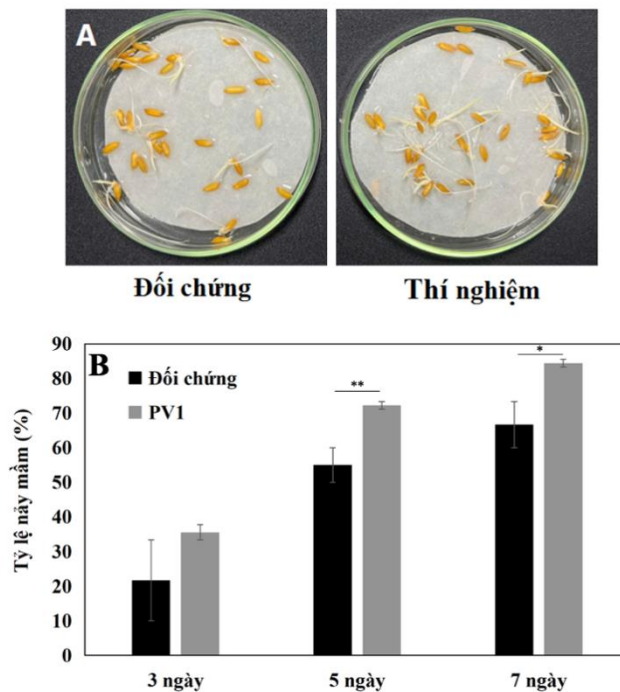 A
Đối chứng
Thí nghiệm
B
Đối chứng
PV1
Tỷ lệ nảy mầm (%)
90
80
70
60
50
40
30
20
10
0
**
*
3 ngày
5 ngày
7 ngày